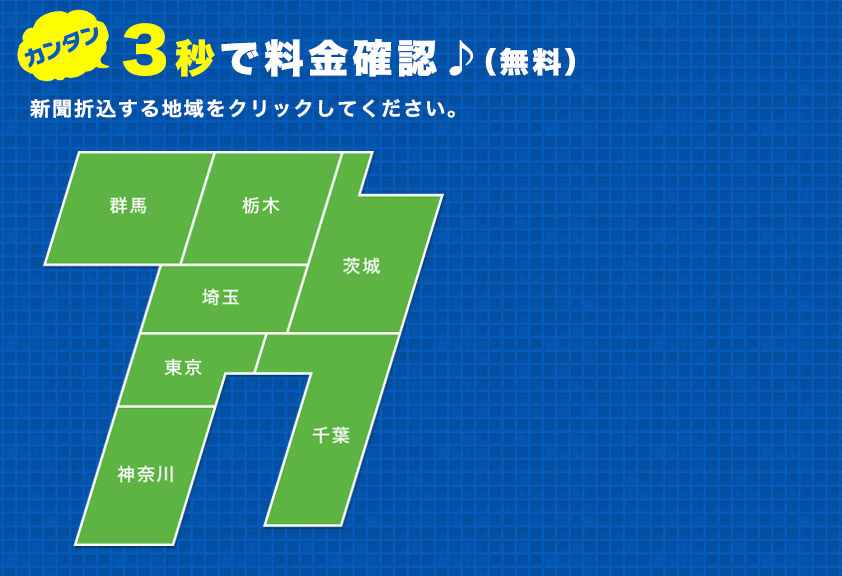 カンタン
3秒で料金確認♪(無料)
新聞折込する地域をクリックしてください。
群馬
栃木
茨城
埼玉
東京
千葉
神奈川